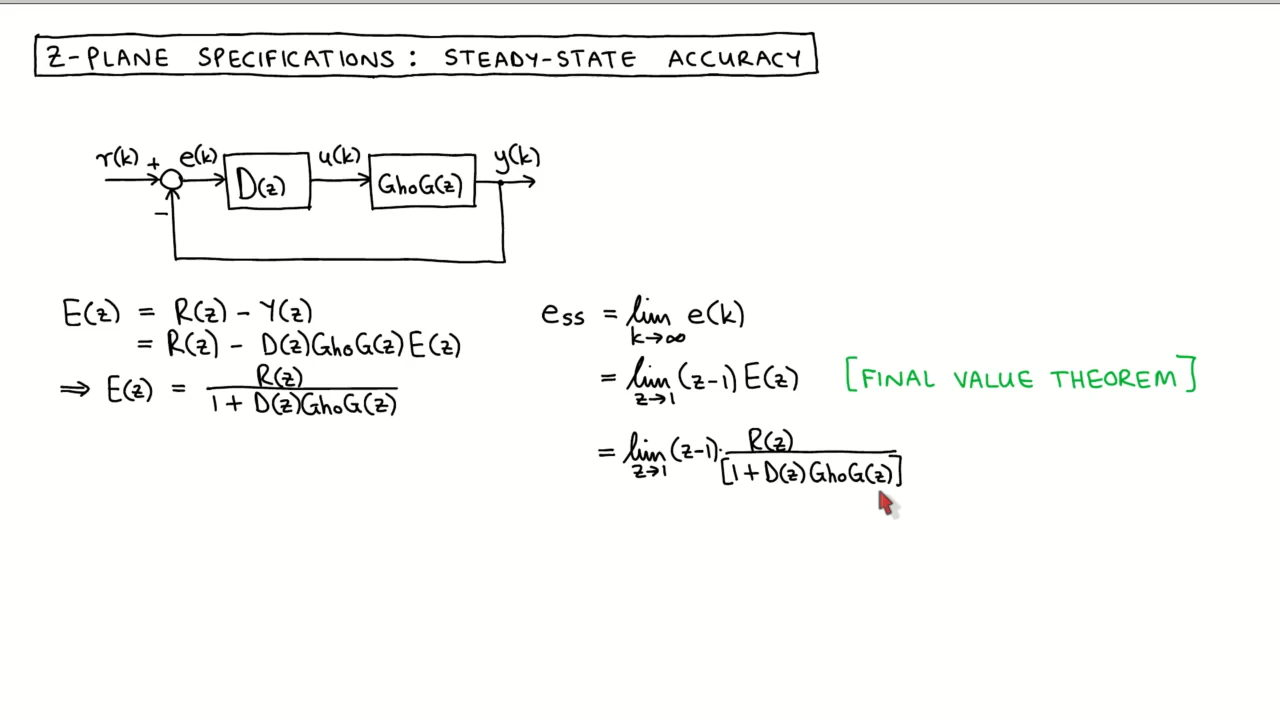 Z-PLANE SPECIFICATIONS: STEADY-STATE ACCURACY
r(k) + e(k) D(z) u(k) GhoG(z) y(k)
−
E(z) = R(z) − Y(z)
= R(z) − D(z)GhoG(z)E(z)
⇒ E(z) = R(z) / 1 + D(z)GhoG(z)
ess = lim k→∞ e(k)
= lim z→1 (z−1) E(z) [FINAL VALUE THEOREM]
= lim z→1 (z−1). R(z) / [1+D(z)GhoG(z)]